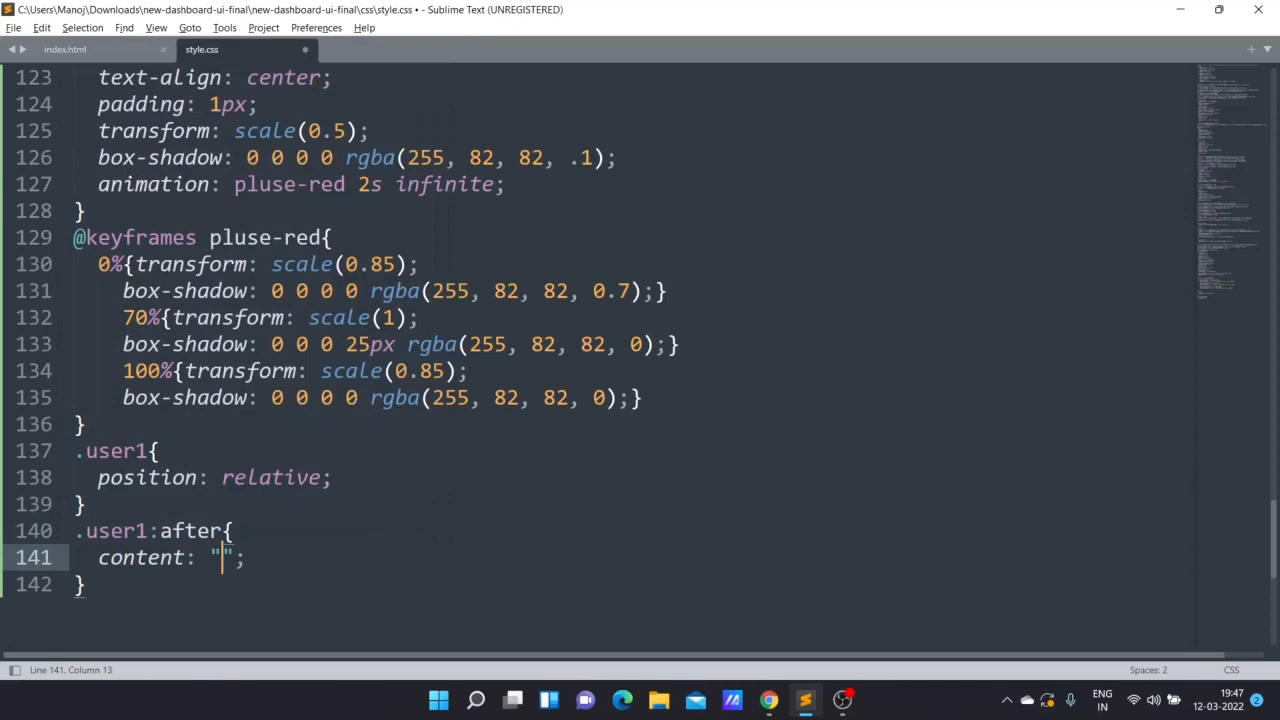 C:\Users\Manoj\Downloads\new-dashboard-ui-final\new-dashboard-ui-final\css\style.css • - Sublime Text (UNREGISTERED)
File Edit Selection Find View Goto Tools Project Preferences Help
index.html style.css
123 text-align: center;
124 padding: 1px;
125 transform: scale(0.5);
126 box-shadow: 0 0 0 0 rgba(255, 82, 82, .1);
127 animation: pluse-red 2s infinite;
128 }
129 @keyframes pluse-red{
130 0%{transform: scale(0.85);
131 box-shadow: 0 0 0 0 rgba(255, 82, 82, 0.7);}
132 70%{transform: scale(1);
133 box-shadow: 0 0 0 25px rgba(255, 82, 82, 0);}
134 100%{transform: scale(0.85);
135 box-shadow: 0 0 0 0 rgba(255, 82, 82, 0);}
136 }
137 .user1{
138 position: relative;
139 }
140 .user1:after{
141 content: "";
142 }
Line 141, Column 13 Spaces: 2 CSS
ENG 19:47
IN 12-03-2022 2